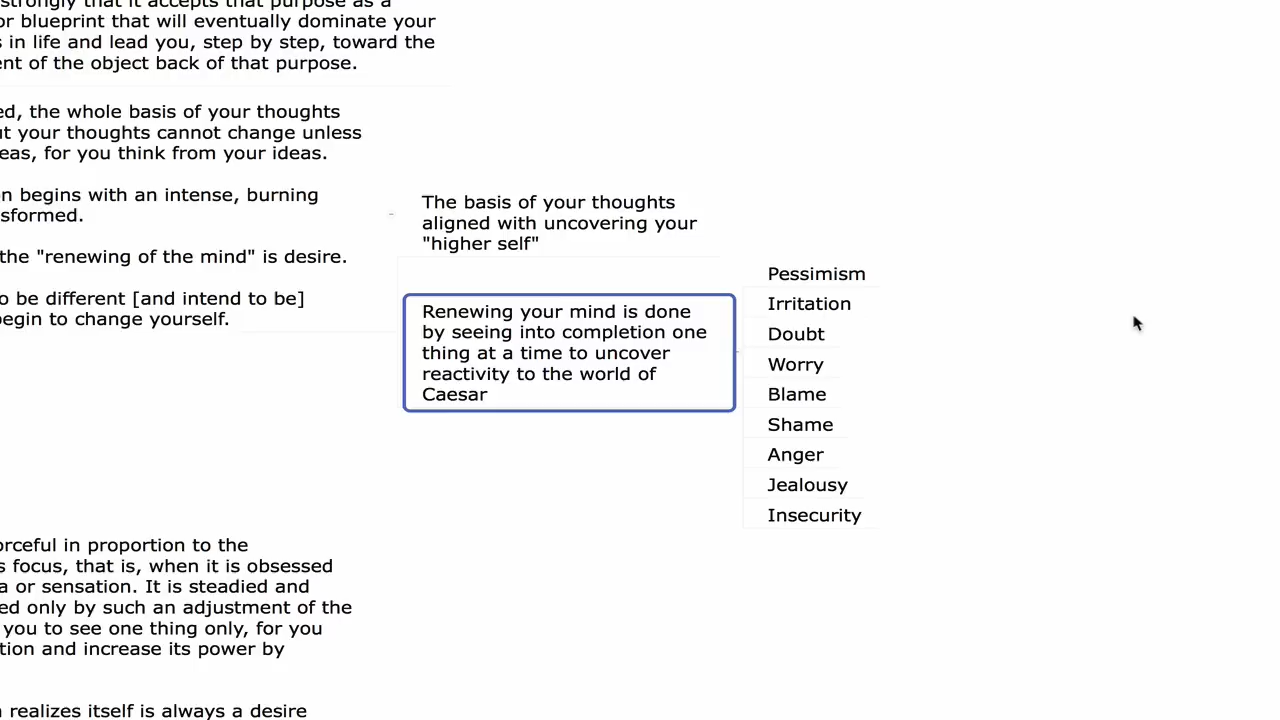 strongly that it accepts that purpose as a
or blueprint that will eventually dominate your
s in life and lead you, step by step, toward the
ent of the object back of that purpose.
ed, the whole basis of your thoughts
ut your thoughts cannot change unless
eas, for you think from your ideas.
on begins with an intense, burning
sformed.
the "renewing of the mind" is desire.
o be different [and intend to be]
begin to change yourself.
The basis of your thoughts
aligned with uncovering your
"higher self"
Renewing your mind is done
by seeing into completion one
thing at a time to uncover
reactivity to the world of
Caesar
Pessimism
Irritation
Doubt
Worry
Blame
Shame
Anger
Jealousy
Insecurity
orceful in proportion to the
s focus, that is, when it is obsessed
a or sensation. It is steadied and
ed only by such an adjustment of the
you to see one thing only, for you
tion and increase its power by
n realizes itself is always a desire